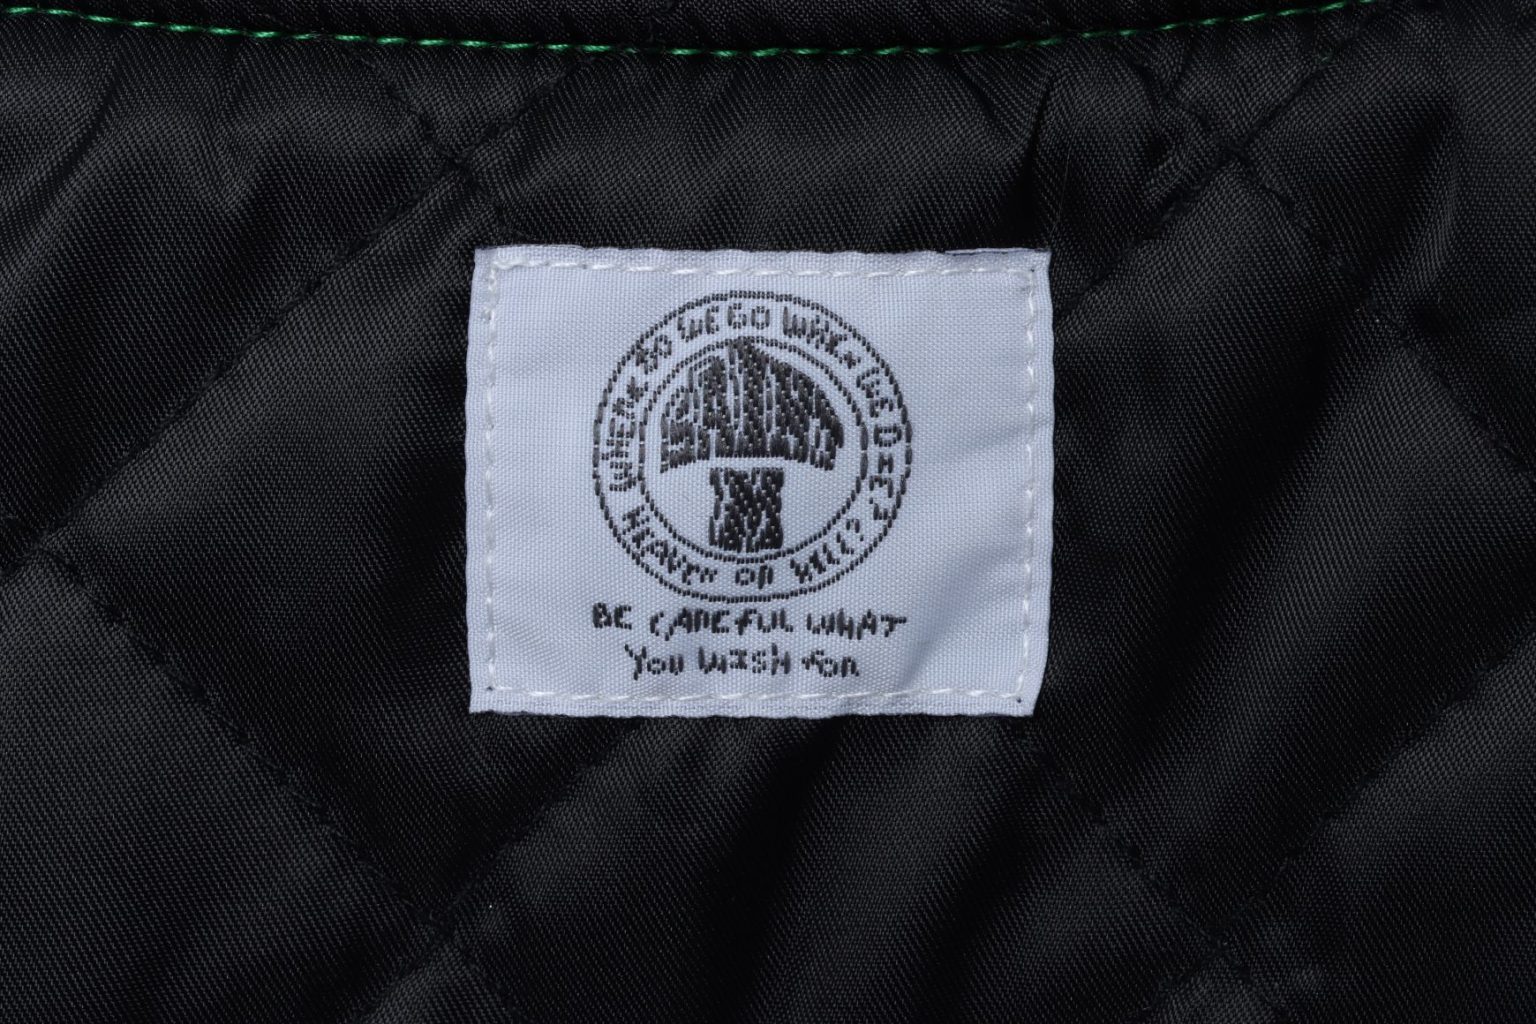 WHERE DO WE GO WHEN WE DIE?
HEAVEN OR HELL?
BE CAREFUL WHAT
YOU WISH FOR